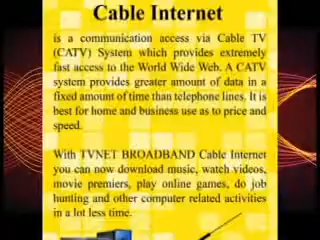 Cable Internet
is a communication access via Cable TV
(CATV) System which provides extremely
fast access to the World Wide Web. A CATV
system provides greater amount of data in a
fixed amount of time than telephone lines. It is
best for home and business use as to price and
speed.
With TVNET BROADBAND Cable Internet
you can now download music, watch videos,
movie premiers, play online games, do job
hunting and other computer related activities
in a lot less time.